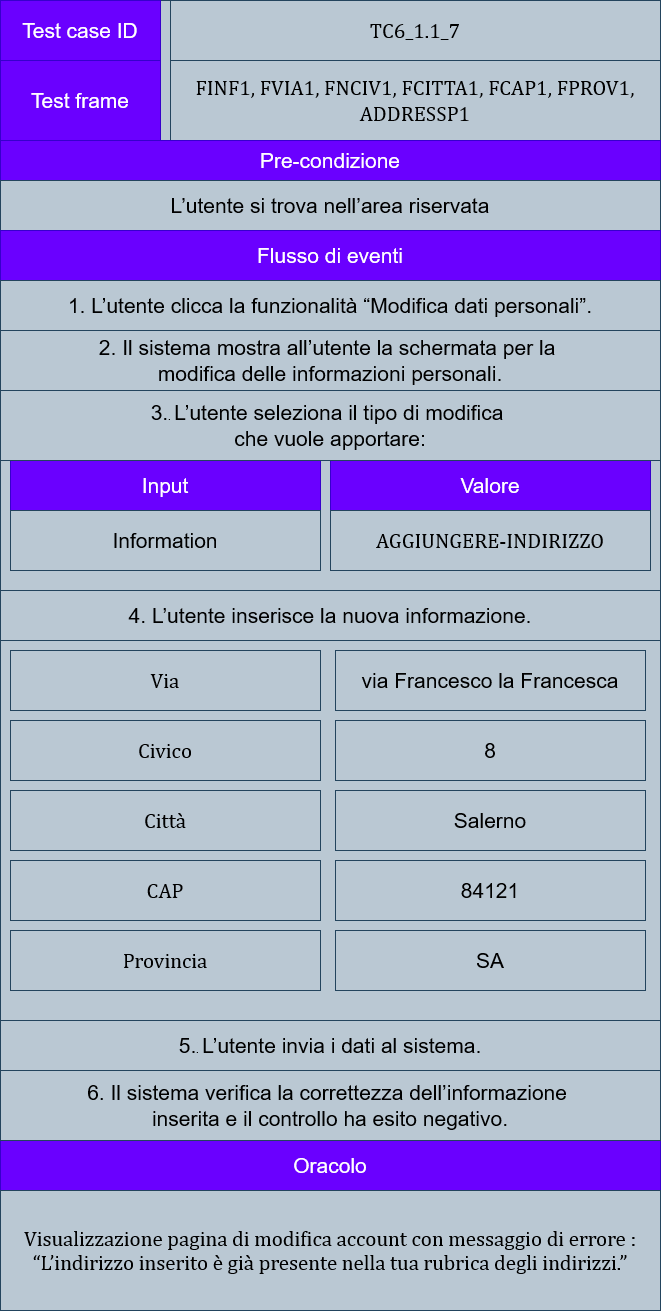 Test case ID
TC6_1.1_7
Test frame
FINF1, FVIA1, FNCIV1, FCITTA1, FCAP1, FPROV1,
ADDRESSP1
Pre-condizione
L’utente si trova nell’area riservata
Flusso di eventi
1. L’utente clicca la funzionalità “Modifica dati personali”.
2. Il sistema mostra all’utente la schermata per la
modifica delle informazioni personali.
3.. L’utente seleziona il tipo di modifica
che vuole apportare:
Input
Valore
Information
AGGIUNGERE-INDIRIZZO
4. L’utente inserisce la nuova informazione.
Via
via Francesco la Francesca
Civico
8
Città
Salerno
CAP
84121
Provincia
SA
5.. L’utente invia i dati al sistema.
6. Il sistema verifica la correttezza dell’informazione
inserita e il controllo ha esito negativo.
Oracolo
Visualizzazione pagina di modifica account con messaggio di errore :
“L’indirizzo inserito è già presente nella tua rubrica degli indirizzi.”